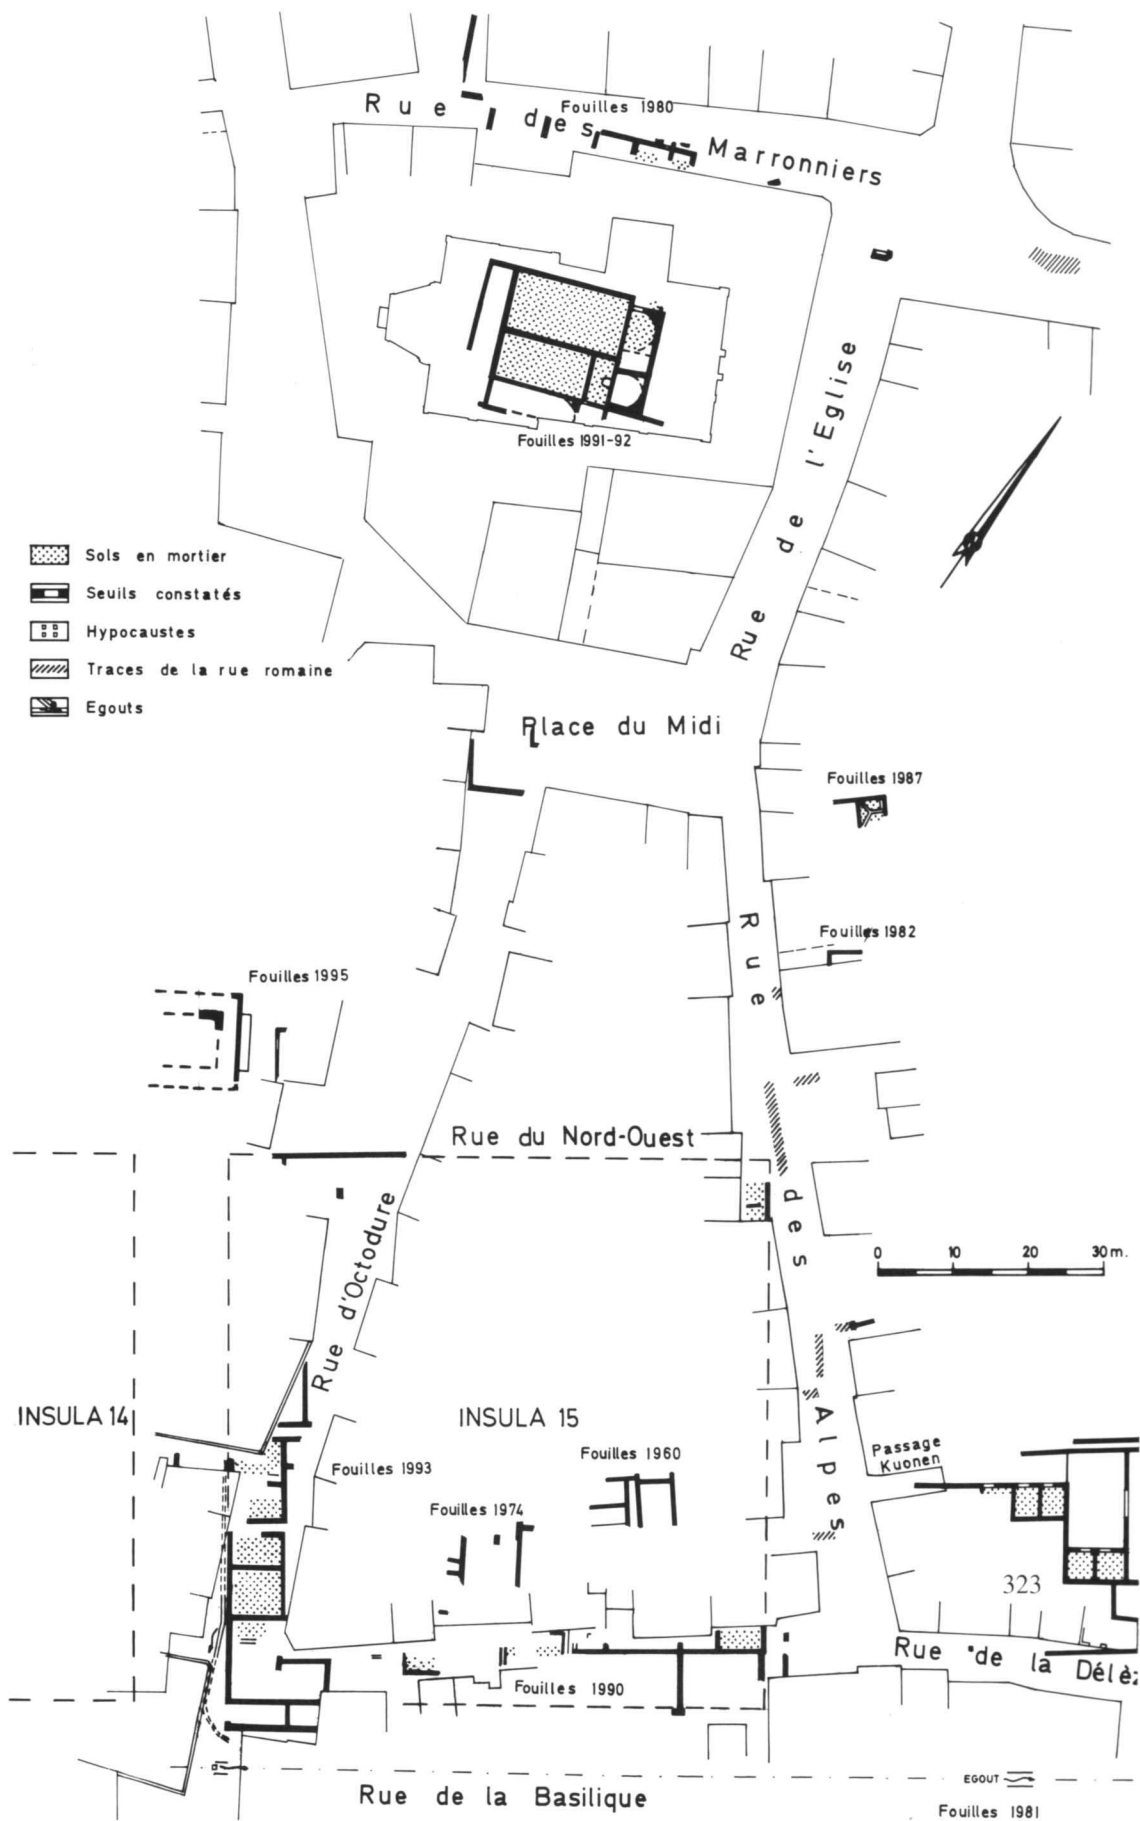 Rue des Marronniers
Fouilles 1980
Fouilles 1991-92
Rue de l'Eglise
Sols en mortier
Seuils constatés
Hypocaustes
Traces de la rue romaine
Egouts
Place du Midi
Fouilles 1987
Fouilles 1982
Fouilles 1995
Rue du Nord-Ouest
Rue des Alpes
0 10 20 30 m.
Rue d'Octodure
INSULA 14
INSULA 15
Fouilles 1960
Passage
Kuonen
Fouilles 1993
Fouilles 1974
323
Rue de la Délèz
Fouilles 1990
EGOUT
Rue de la Basilique
Fouilles 1981